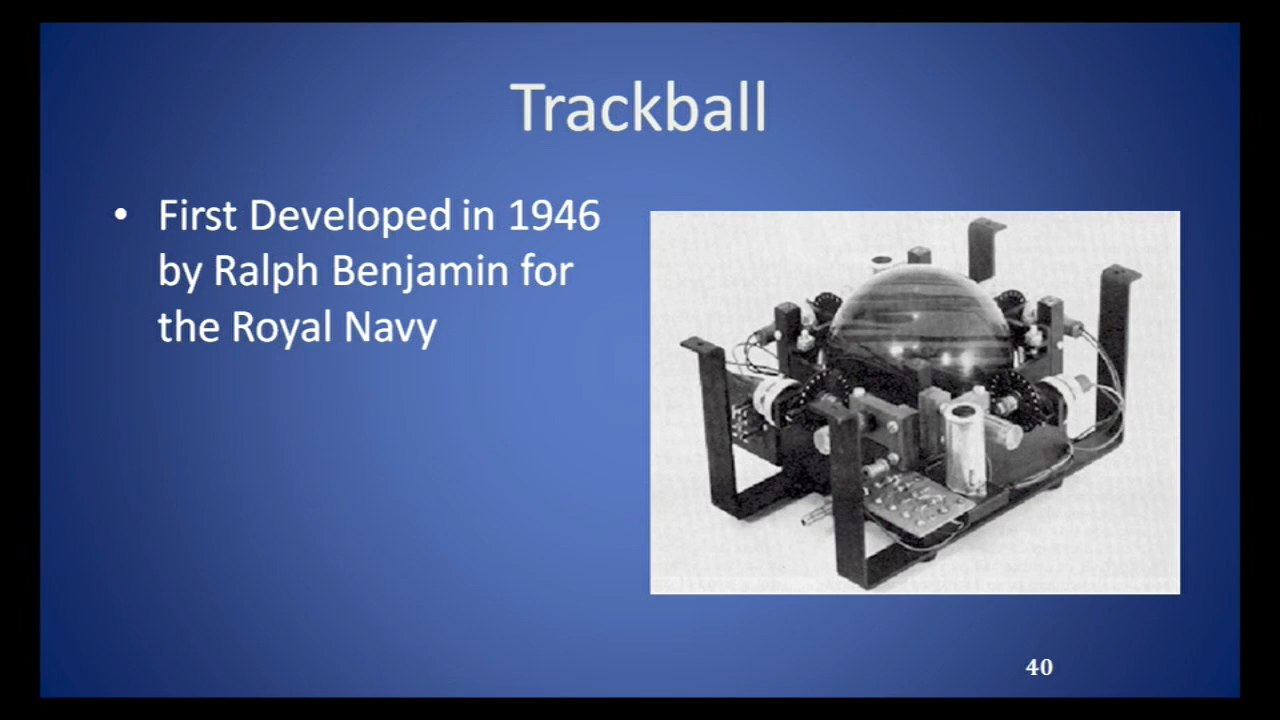 Trackball
• First Developed in 1946
by Ralph Benjamin for
the Royal Navy
40